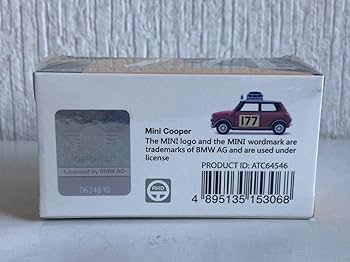 177
Mini Cooper
The MINI logo and the MINI wordmark are
trademarks of BMW AG and are used under
license
Licensed by BMW AG
PRODUCT ID: ATC64546
RHD
4 895135 153068